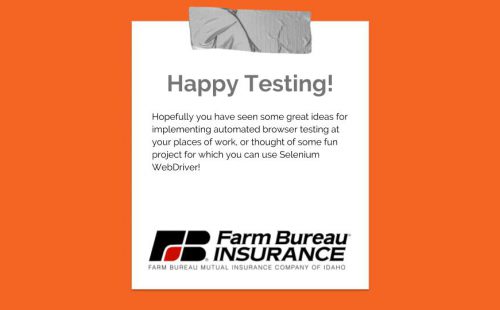 Happy Testing!
Hopefully you have seen some great ideas for
implementing automated browser testing at
your places of work, or thought of some fun
project for which you can use Selenium
WebDriver!
FB Farm Bureau®
INSURANCE
FARM BUREAU MUTUAL INSURANCE COMPANY OF IDAHO